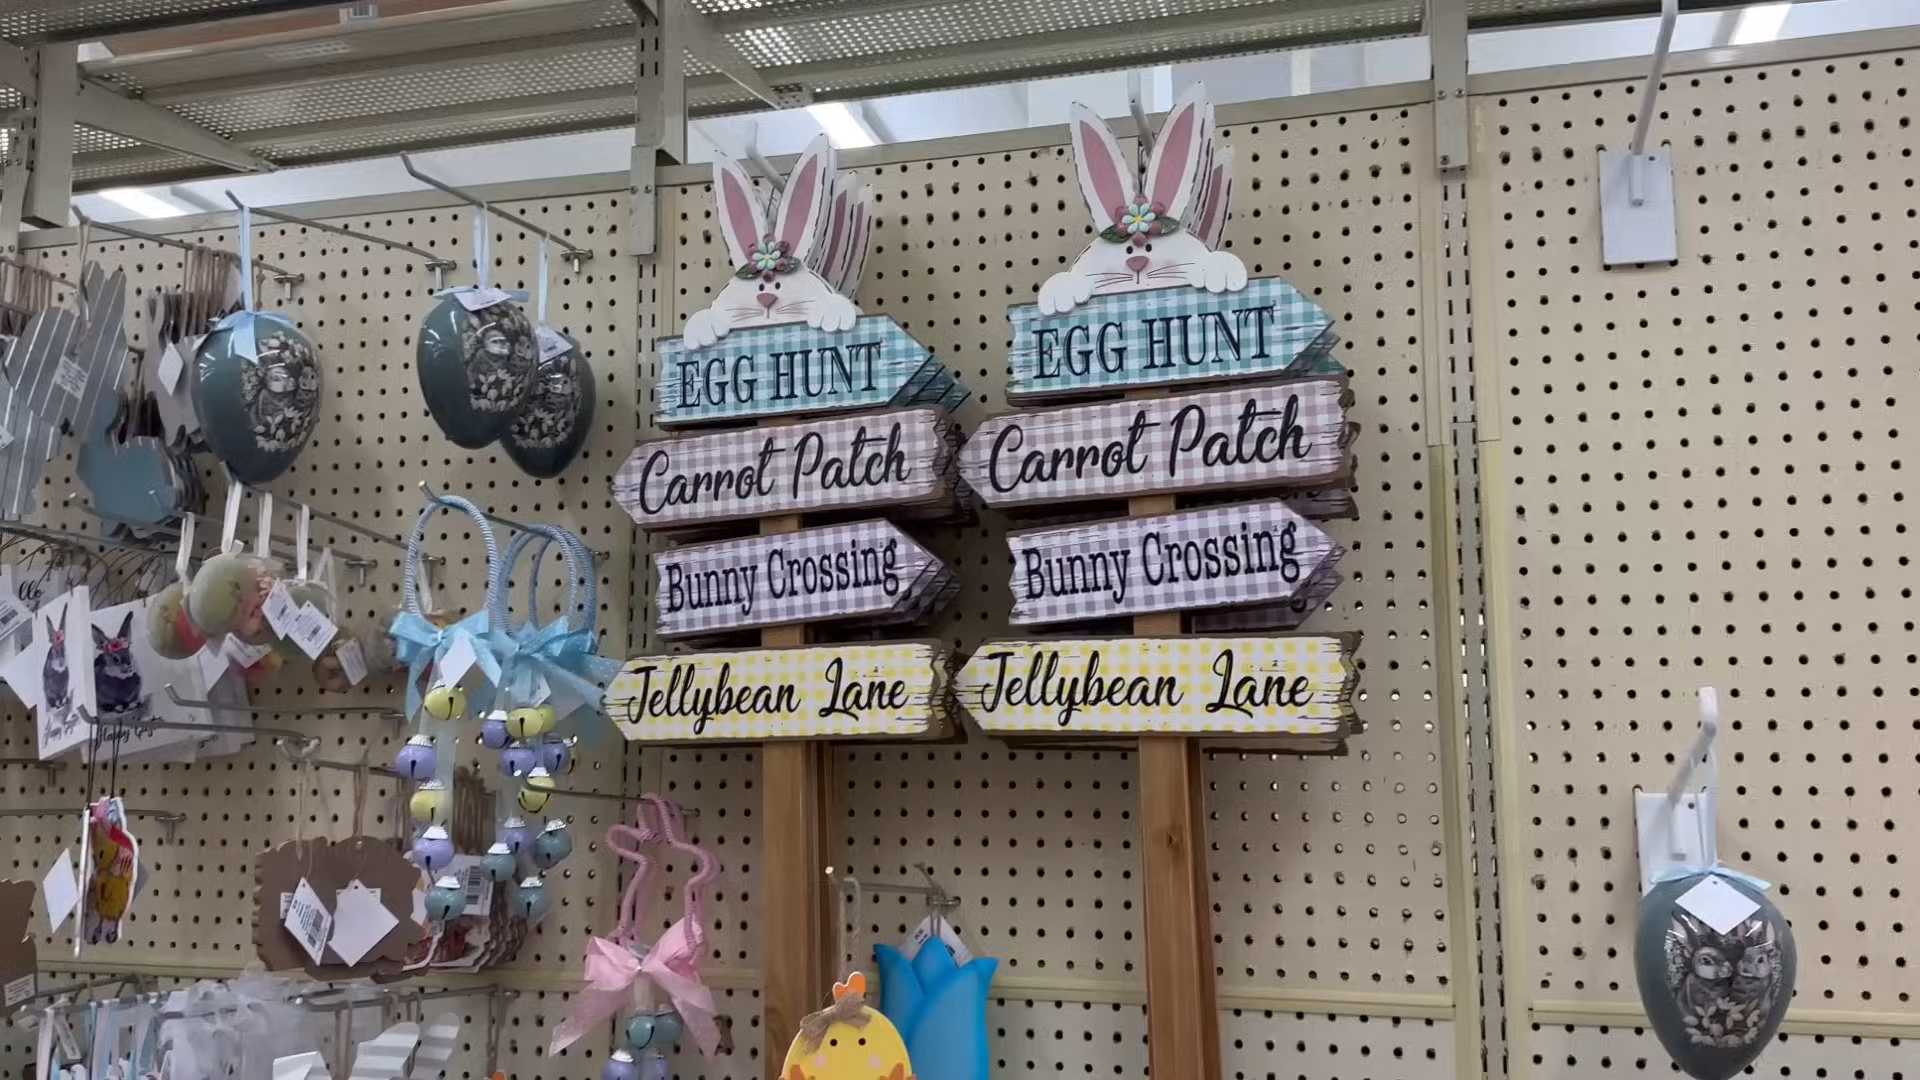 EGG HUNT
Carrot Patch
Bunny Crossing
Jellybean Lane
EGG HUNT
Carrot Patch
Bunny Crossing
Jellybean Lane